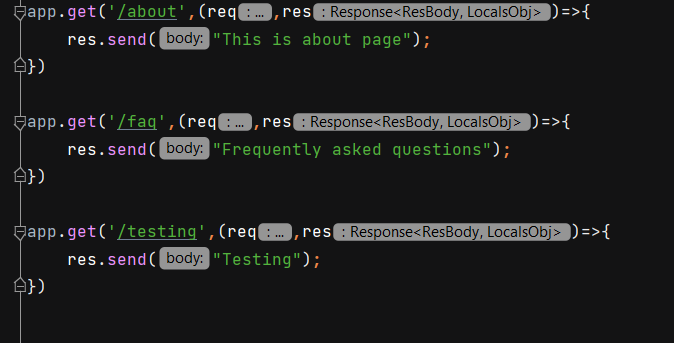 app.get('/about',(req : ... ,res : Response<ResBody, LocalsObj> )=>{
    res.send( body: "This is about page");
})
app.get('/faq',(req : ... ,res : Response<ResBody, LocalsObj> )=>{
    res.send( body: "Frequently asked questions");
})
app.get('/testing',(req : ... ,res : Response<ResBody, LocalsObj> )=>{
    res.send( body: "Testing");
})